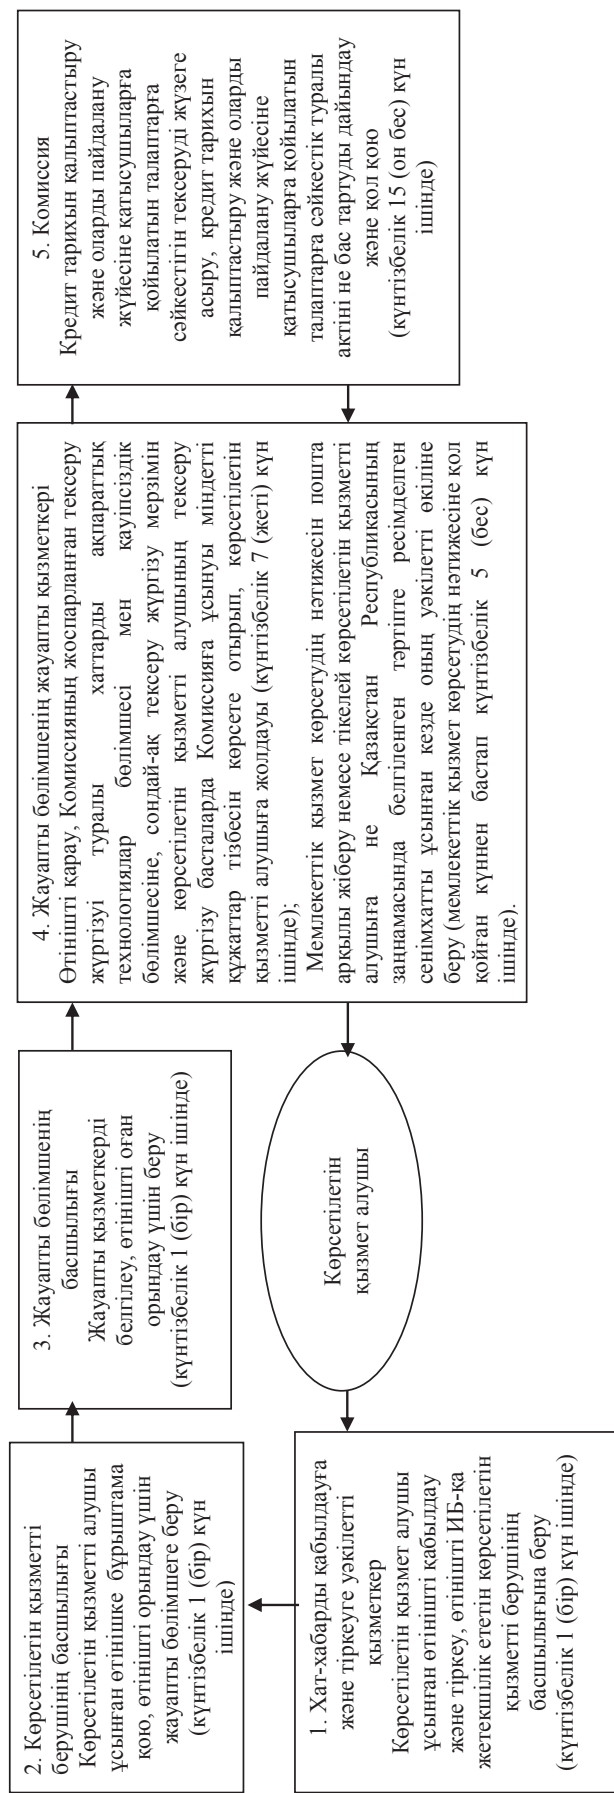 1. Хат-хабарды қабылдауға
және тіркеуге уәкілетті
қызметкер
Көрсетілетін қызмет алушы
ұсынған өтінішті қабылдау
және тіркеу, өтінішті ИБ-қа
жетекшілік ететін көрсетілетін
қызметті берушінің
басшылығына беру
(күнтізбелік 1 (бір) күн ішінде)
2. Көрсетілетін қызметті
берушінің басшылығы
Көрсетілетін қызметті алушы
ұсынған өтінішке бұрыштама
қою, өтінішті орындау үшін
жауапты бөлімшеге беру
(күнтізбелік 1 (бір) күн
ішінде)
3. Жауапты бөлімшенің
басшылығы
Жауапты қызметкерді
белгілеу, өтінішті оған
орындау үшін беру
(күнтізбелік 1 (бір) күн ішінде)
4. Жауапты бөлімшенің жауапты қызметкері
Өтінішті қарау, Комиссияның жоспарланған тексеру
жүргізуі туралы хаттарды ақпараттық
технологиялар бөлімшесі мен қауіпсіздік
бөлімшесіне, сондай-ақ тексеру жүргізу мерзімін
және көрсетілетін қызметті алушының тексеру
жүргізу басталарда Комиссияға ұсынуы міндетті
құжаттар тізбесін көрсете отырып, көрсетілетін
қызметті алушыға жолдауы (күнтізбелік 7 (жеті) күн
ішінде);
Мемлекеттік қызмет көрсетудің нәтижесін пошта
арқылы жіберу немесе тікелей көрсетілетін қызметті
алушыға не Қазақстан Республикасының
заңнамасында белгіленген тәртіпте ресімделген
сенімхатты ұсынған кезде оның уәкілетті өкіліне
беру (мемлекеттік қызмет көрсетудің нәтижесіне қол
қойған күннен бастап күнтізбелік 5 (бес) күн
ішінде).
5. Комиссия
Кредит тарихын қалыптастыру
және оларды пайдалану
жүйесіне қатысушыларға
қойылатын талаптарға
сәйкестігін тексеруді жүзеге
асыру, кредит тарихын
қалыптастыру және оларды
пайдалану жүйесіне
қатысушыларға қойылатын
талаптарға сәйкестік туралы
актіні не бас тартуды дайындау
және қол қою
(күнтізбелік 15 (он бес) күн
ішінде)
Көрсетілетін
қызмет алушы